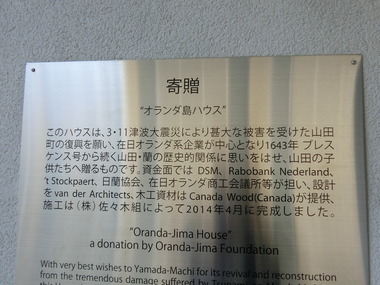 寄贈
"オランダ島ハウス"
このハウスは、3・11津波大震災により甚大な被害を受けた山田
町の復興を願い、在日オランダ系企業が中心となり1643年 ブレス
ケンス号から続く山田・蘭の歴史的関係に思いをはせ、山田の子
供たちへ贈るものです。資金面では DSM, Rabobank Nederland,
't Stockpaert、日蘭協会、在日オランダ商工会議所等が担い、設計
をvan der Architects、木工資材は Canada Wood(Canada)が提供、
施工は(株)佐々木組によって2014年4月に完成しました。
"Oranda-Jima House"
a donation by Oranda-Jima Foundation
With very best wishes to Yamada-Machi for its revival and reconstruction
from the tremendous damage suffered by